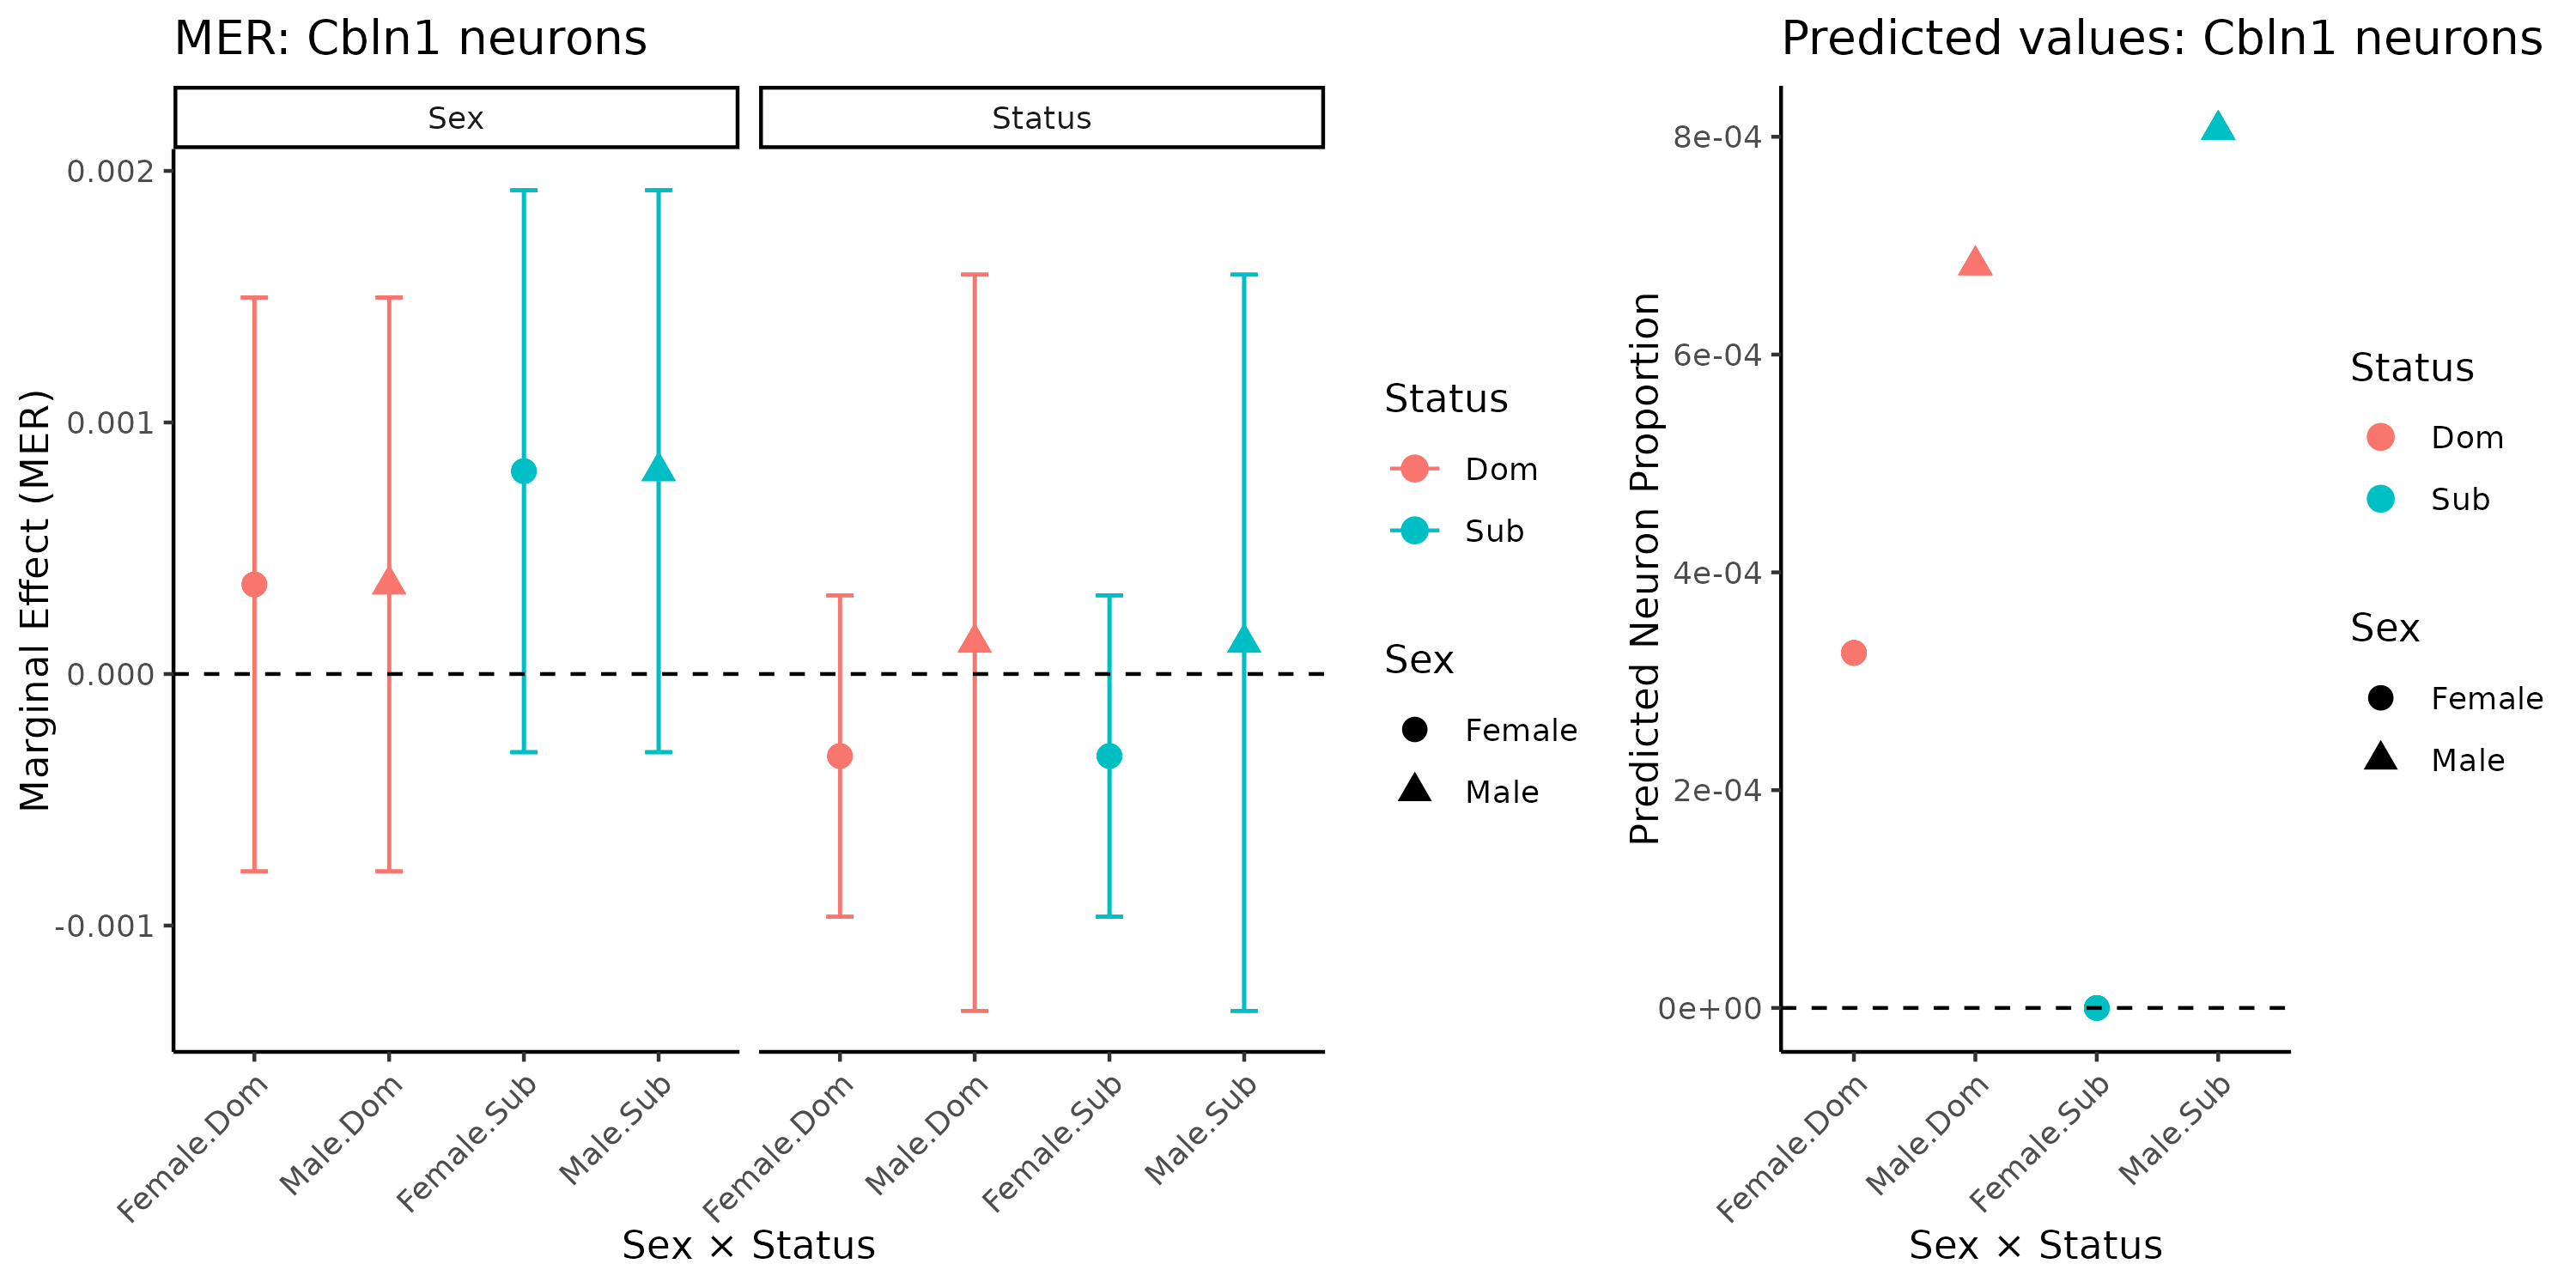 MER: Cbln1 neurons
Sex
Status
0.002
0.001
0.000
-0.001
Marginal Effect (MER)
Female.Dom
Male.Dom
Female.Sub
Male.Sub
Female.Dom
Male.Dom
Female.Sub
Male.Sub
Sex × Status
Status
Dom
Sub
Sex
Female
Male
Predicted values: Cbln1 neurons
8e-04
6e-04
4e-04
2e-04
0e+00
Predicted Neuron Proportion
Female.Dom
Male.Dom
Female.Sub
Male.Sub
Sex × Status
Status
Dom
Sub
Sex
Female
Male